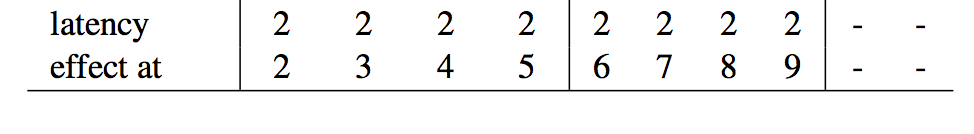 latency 2 2 2 2 2 2 2 2 - -
effect at 2 3 4 5 6 7 8 9 - -